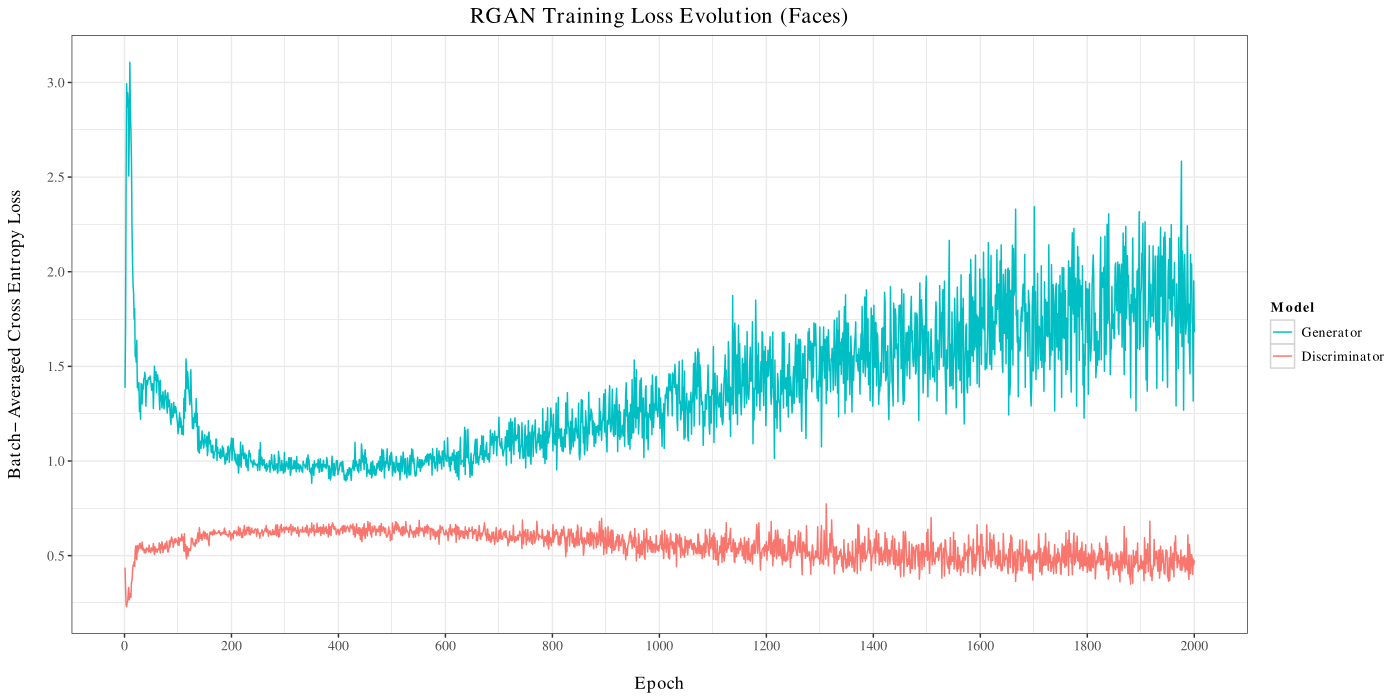 RGAN Training Loss Evolution (Faces)
Batch− Averaged Cross Entropy Loss
3.0
2.5
2.0
1.5
1.0
0.5
0 200 400 600 800 1000 1200 1400 1600 1800 2000
Epoch
Model
Generator
Discriminator